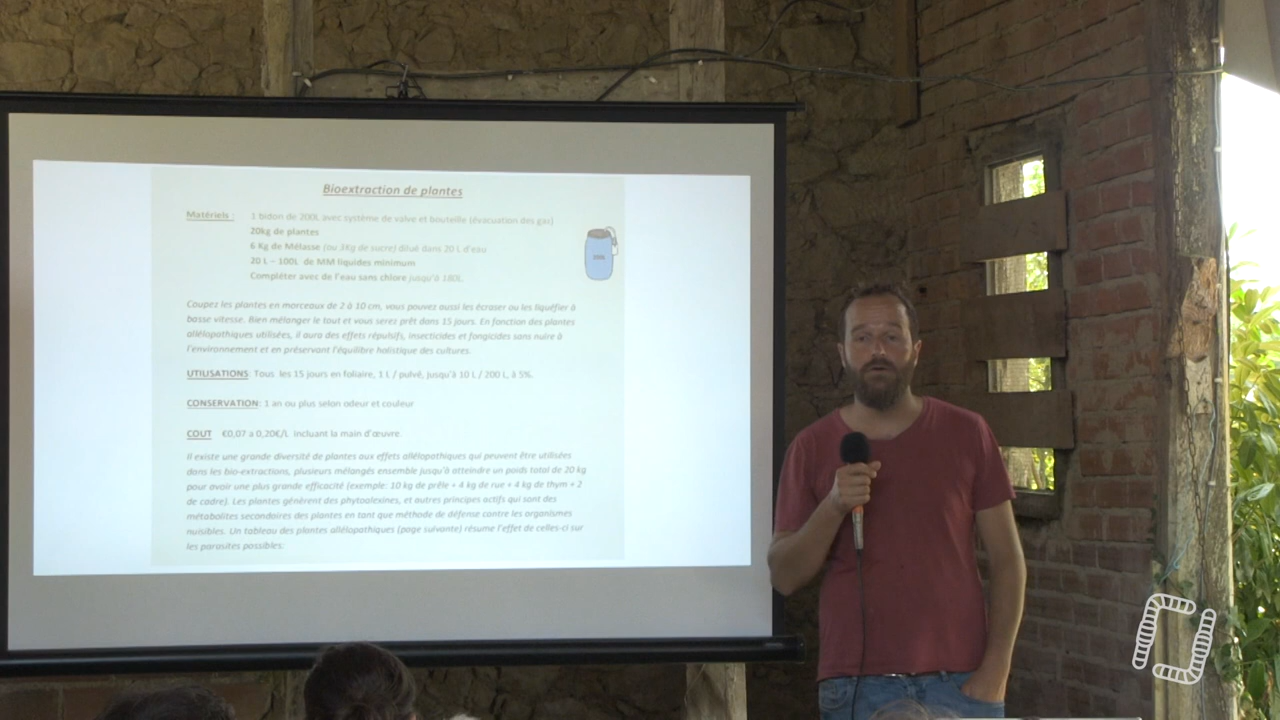 Bioextraction de plantes
Matériels : 1 bidon de 200L avec système de valve et bouteille (évacuation des gaz)
20kg de plantes
6 Kg de Mélasse (ou 3Kg de sucre) dilué dans 20 L d'eau
20 L – 100L de MM liquides minimum
Compléter avec de l'eau sans chlore jusqu'à 180L.
200L
Coupez les plantes en morceaux de 2 à 10 cm, vous pouvez aussi les écraser ou les liquéfier à
basse vitesse. Bien mélanger le tout et vous serez prêt dans 15 jours. En fonction des plantes
allélopathiques utilisées, il aura des effets répulsifs, insecticides et fongicides sans nuire à
l'environnement et en préservant l'équilibre holistique des cultures.
UTILISATIONS: Tous les 15 jours en foliaire, 1 L / pulvé, jusqu'à 10 L / 200 L, à 5%.
CONSERVATION: 1 an ou plus selon odeur et couleur
COUT €0,07 a 0,20€/L incluant la main d'œuvre.
Il existe une grande diversité de plantes aux effets allélopathiques qui peuvent être utilisées
dans les bio-extractions, plusieurs mélangés ensemble jusqu'à atteindre un poids total de 20 kg
pour avoir une plus grande efficacité (exemple: 10 kg de prêle + 4 kg de rue + 4 kg de thym + 2
de cadre). Les plantes génèrent des phytoalexines, et autres principes actifs qui sont des
métabolites secondaires des plantes en tant que méthode de défense contre les organismes
nuisibles. Un tableau des plantes allélopathiques (page suivante) résume l'effet de celles-ci sur
les parasites possibles: